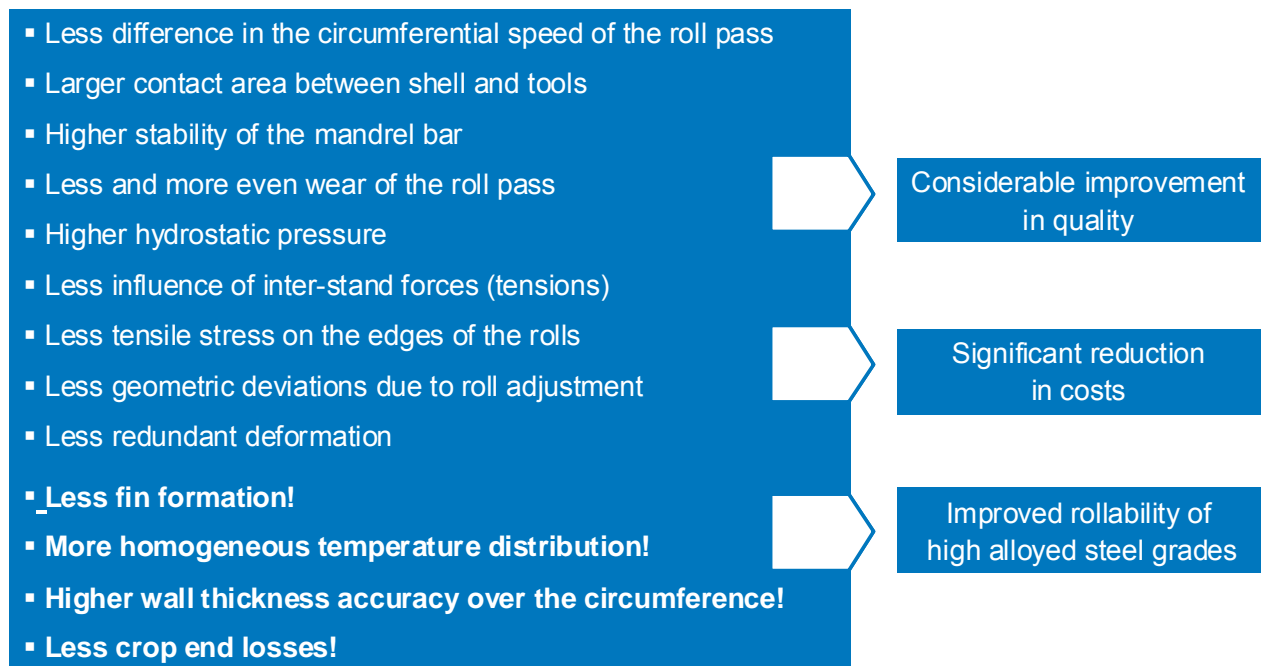 ▪ Less difference in the circumferential speed of the roll pass
▪ Larger contact area between shell and tools
▪ Higher stability of the mandrel bar
▪ Less and more even wear of the roll pass
▪ Higher hydrostatic pressure
▪ Less influence of inter-stand forces (tensions)
▪ Less tensile stress on the edges of the rolls
▪ Less geometric deviations due to roll adjustment
▪ Less redundant deformation
▪ Less fin formation!
▪ More homogeneous temperature distribution!
▪ Higher wall thickness accuracy over the circumference!
▪ Less crop end losses!
Considerable improvement
in quality
Significant reduction
in costs
Improved rollability of
high alloyed steel grades